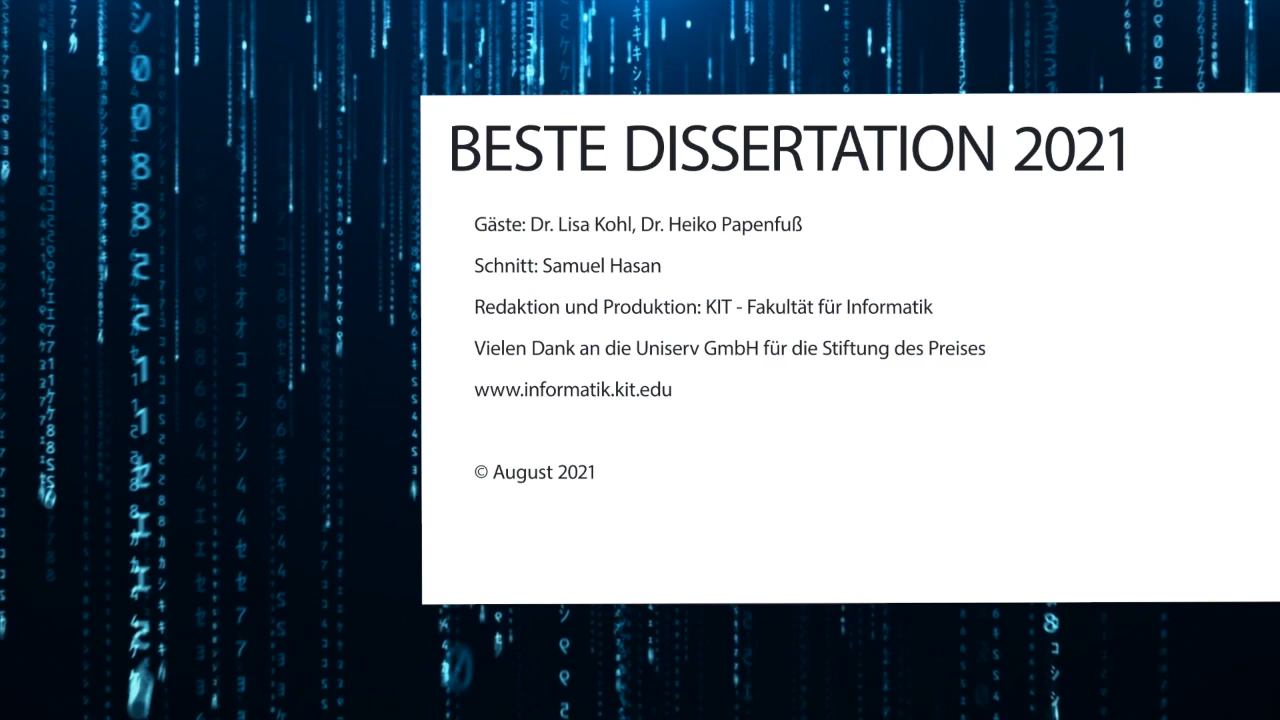 BESTE DISSERTATION 2021
Gäste: Dr. Lisa Kohl, Dr. Heiko Papenfuß
Schnitt: Samuel Hasan
Redaktion und Produktion: KIT - Fakultät für Informatik
Vielen Dank an die Uniserv GmbH für die Stiftung des Preises
www.informatik.kit.edu
© August 2021